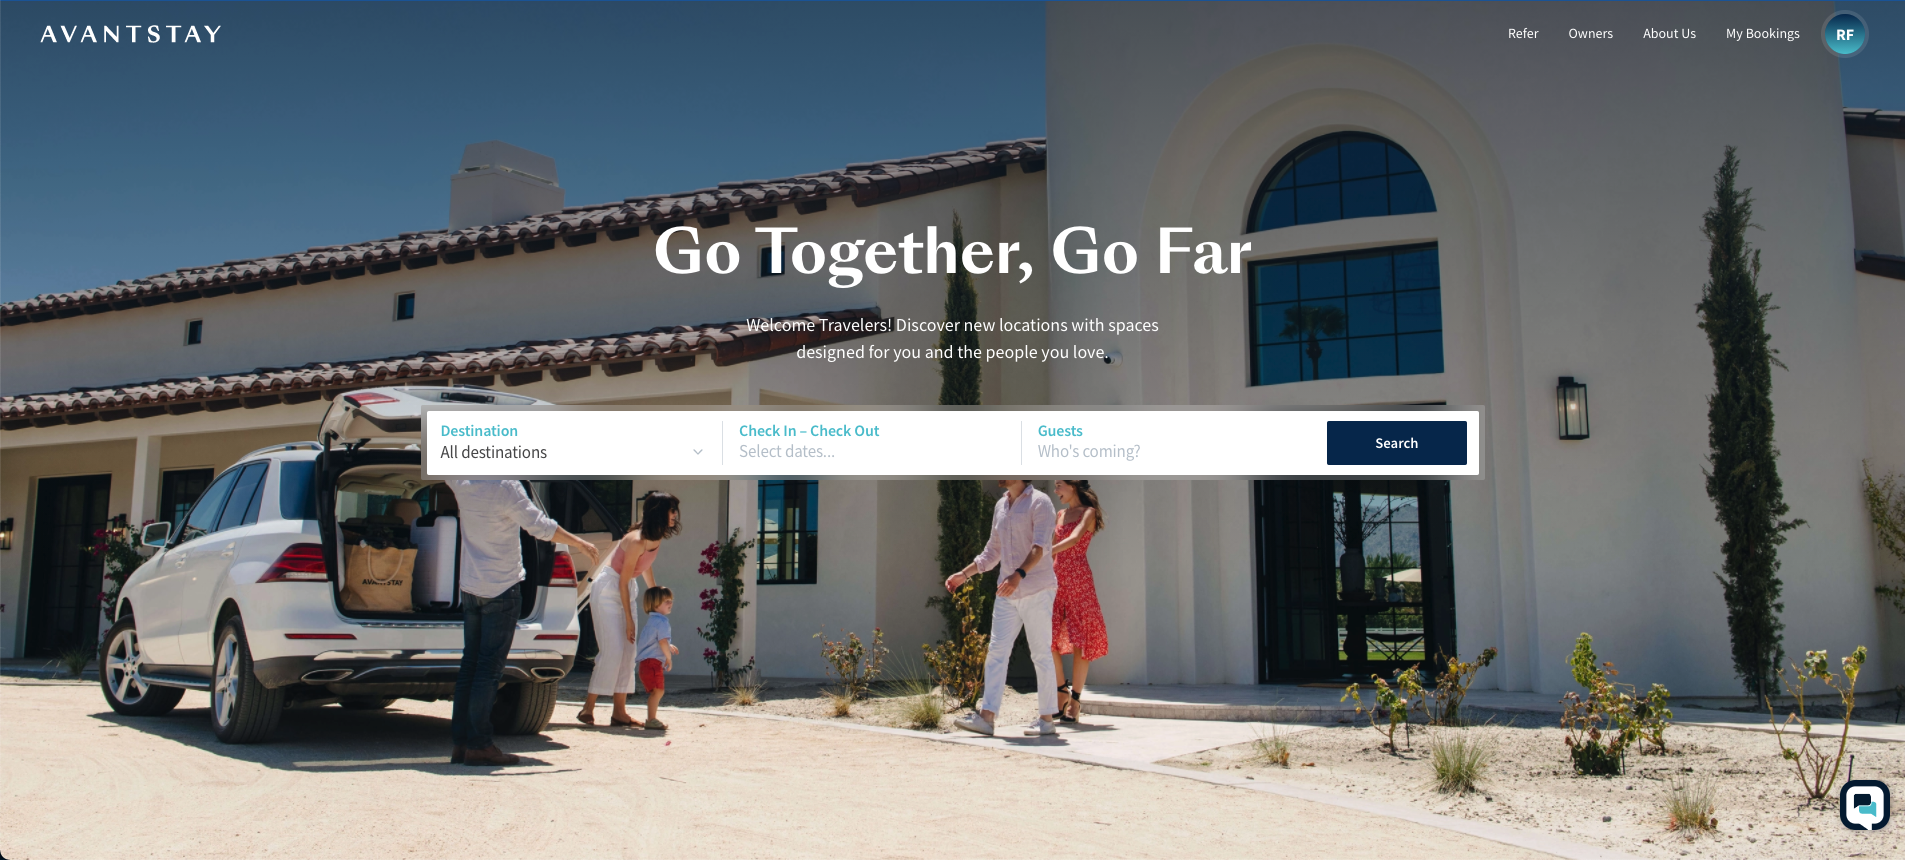 AVANTSTAY
Refer
Owners
About Us
My Bookings
RF
Go Together, Go Far
Welcome Travelers! Discover new locations with spaces
designed for you and the people you love.
Destination
All destinations
Check In – Check Out
Select dates...
Guests
Who's coming?
Search
AVANTSTAY